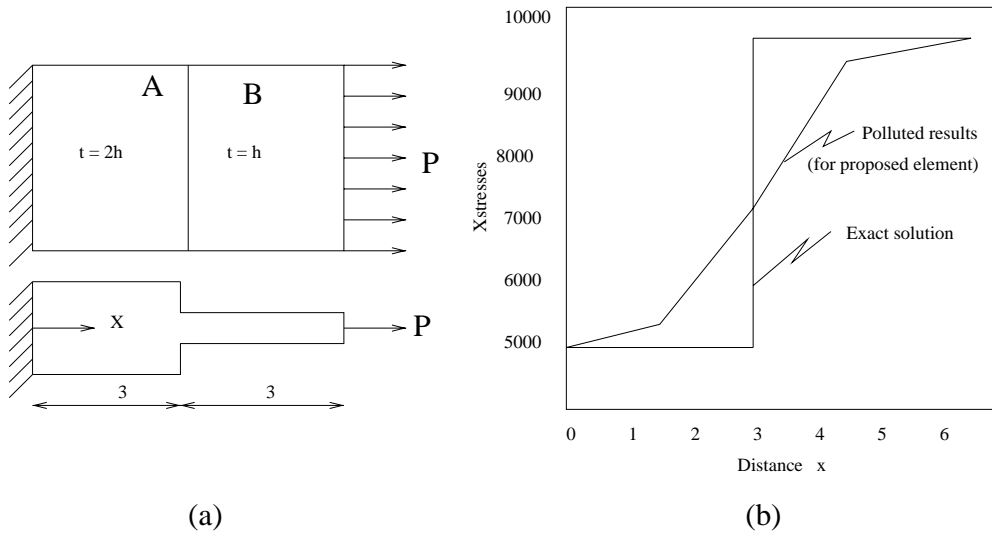 A
B
t = 2h
t = h
P
X
P
3
3
(a)
10000
9000
8000
7000
6000
5000
Xstresses
Polluted results
(for proposed element)
Exact solution
0 1 2 3 4 5 6
Distance x
(b)